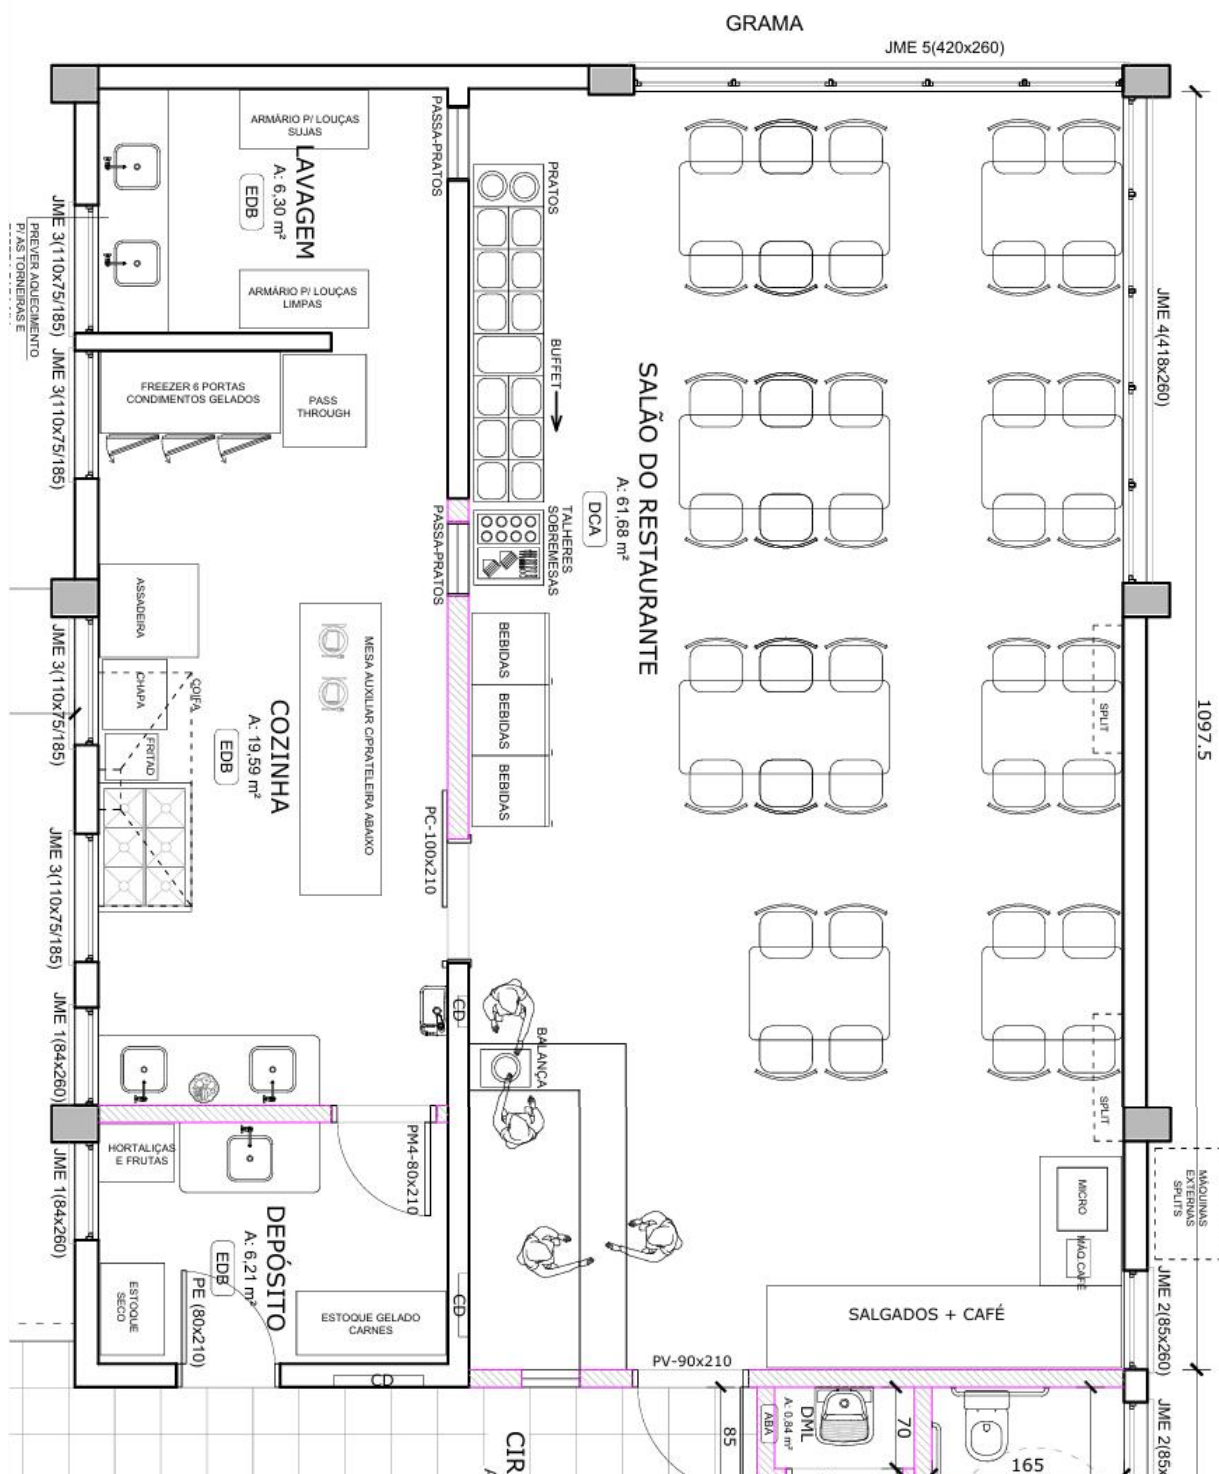 GRAMA
JME 5(420x260)
ARMÁRIO P/ LOUÇAS
SUJAS
LAVAGEM
A: 6,30 m²
EDB
PASSA-PRATOS
PRATOS
JME 3(110x75/185)
PREVER AQUECIMENTO
P/ AS TORNEIRAS E
ARMÁRIO P/ LOUÇAS
LIMPAS
JME 4(418x260)
BUFFET
FREEZER 6 PORTAS
CONDIMENTOS GELADOS
PASS
THROUGH
JME 3(110x75/185)
SALÃO DO RESTAURANTE
A: 61,68 m²
DCA
PASSA-PRATOS
TALHERES
SOBREMESAS
ASSADEIRA
CHAPA
COIFA
FRITAD
JME 3(110x75/185)
COZINHA
A: 19,59 m²
EDB
MESA AUXILIAR C/PRATELEIRA ABAIXO
BEBIDAS
BEBIDAS
BEBIDAS
SPLIT
1097.5
PC-100x210
JME 3(110x75/185)
JME 1(84x260)
CD
BALANÇA
SPLIT
HORTALIÇAS
E FRUTAS
PM4-80x210
JME 1(84x260)
DEPÓSITO
A: 6,21 m²
EDB
MICRO
MÁQ.CAFÉ
MÁQUINAS
EXTERNAS
SPLITS
ESTOQUE
SECO
PE (80x210)
ESTOQUE GELADO
CARNES
CD
SALGADOS + CAFÉ
JME 2(85x260)
PV-90x210
CD
CIR
85
DML
A: 0,84 m²
ABA
70
165
JME 2(85x